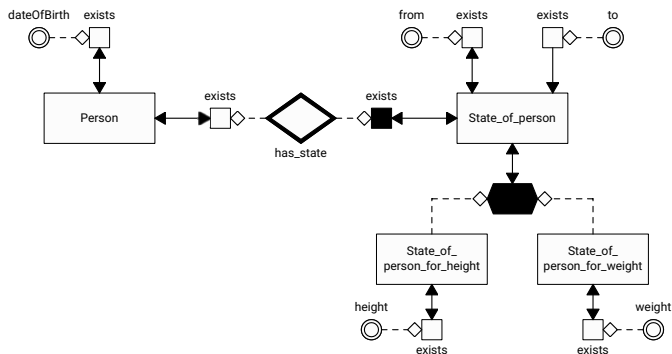 dateOfBirth
exists
from
exists
exists
to
Person
exists
exists
State_of_person
has_state
State_of_
person_for_height
State_of_
person_for_weight
height
weight
exists
exists